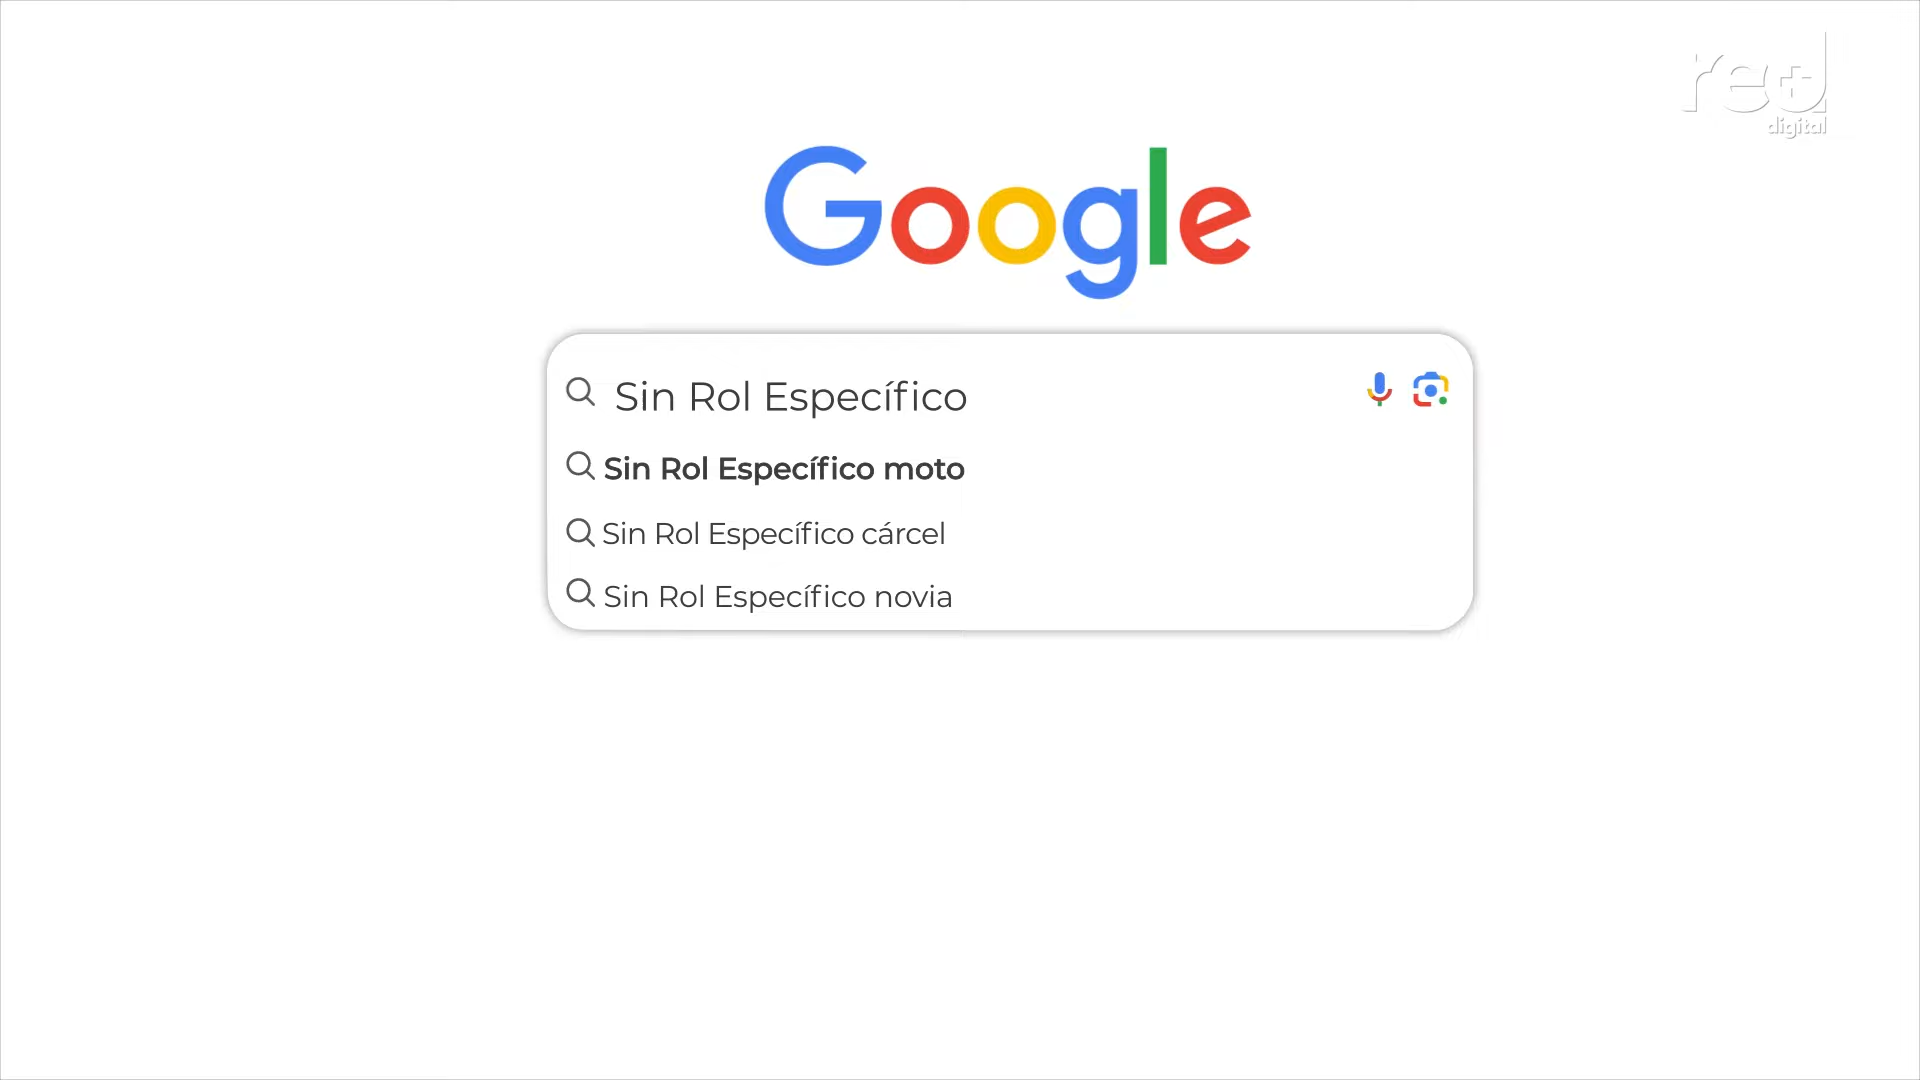 red+
digital
Google
Sin Rol Específico
Sin Rol Específico moto
Sin Rol Específico cárcel
Sin Rol Específico novia